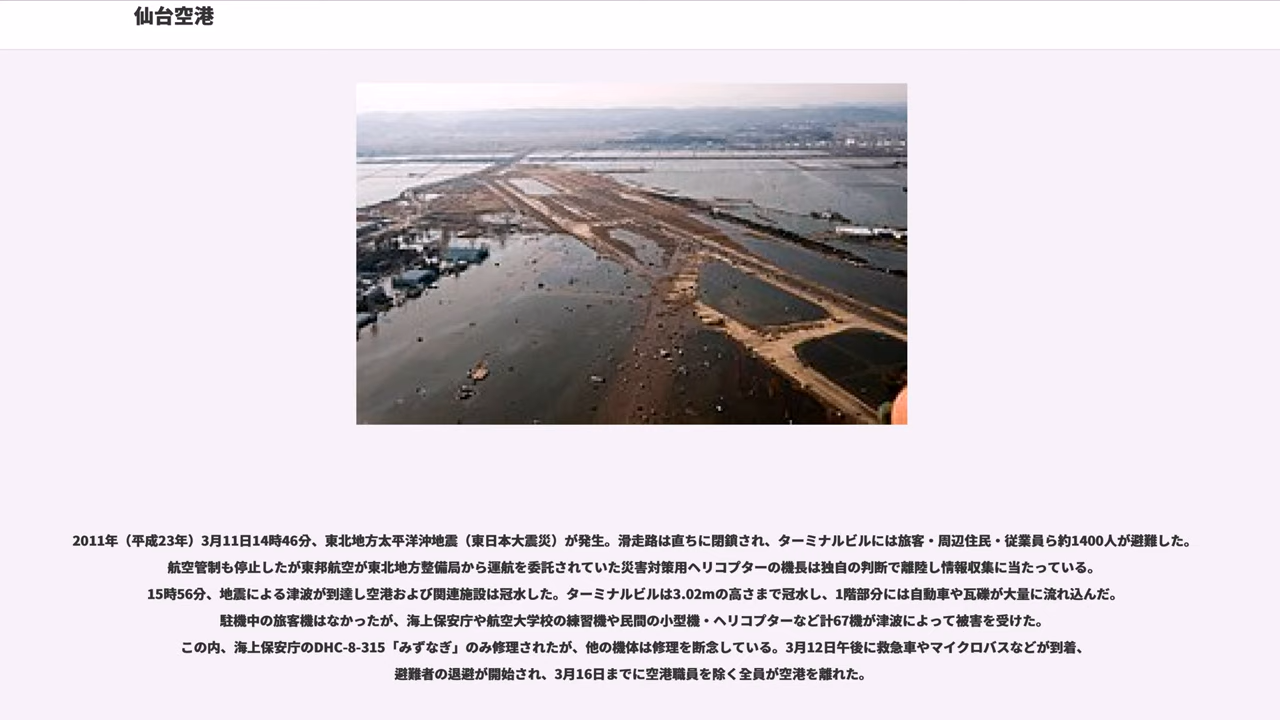 仙台空港
2011年（平成23年）3月11日14時46分、東北地方太平洋沖地震（東日本大震災）が発生。滑走路は直ちに閉鎖され、ターミナルビルには旅客・周辺住民・従業員ら約1400人が避難した。
航空管制も停止したが東邦航空が東北地方整備局から運航を委託されていた災害対策用ヘリコプターの機長は独自の判断で離陸し情報収集に当たっている。
15時56分、地震による津波が到達し空港および関連施設は冠水した。ターミナルビルは3.02mの高さまで冠水し、1階部分には自動車や瓦礫が大量に流れ込んだ。
駐機中の旅客機はなかったが、海上保安庁や航空大学校の練習機や民間の小型機・ヘリコプターなど計67機が津波によって被害を受けた。
この内、海上保安庁のDHC-8-315「みずなぎ」のみ修理されたが、他の機体は修理を断念している。3月12日午後に救急車やマイクロバスなどが到着、
避難者の退避が開始され、3月16日までに空港職員を除く全員が空港を離れた。